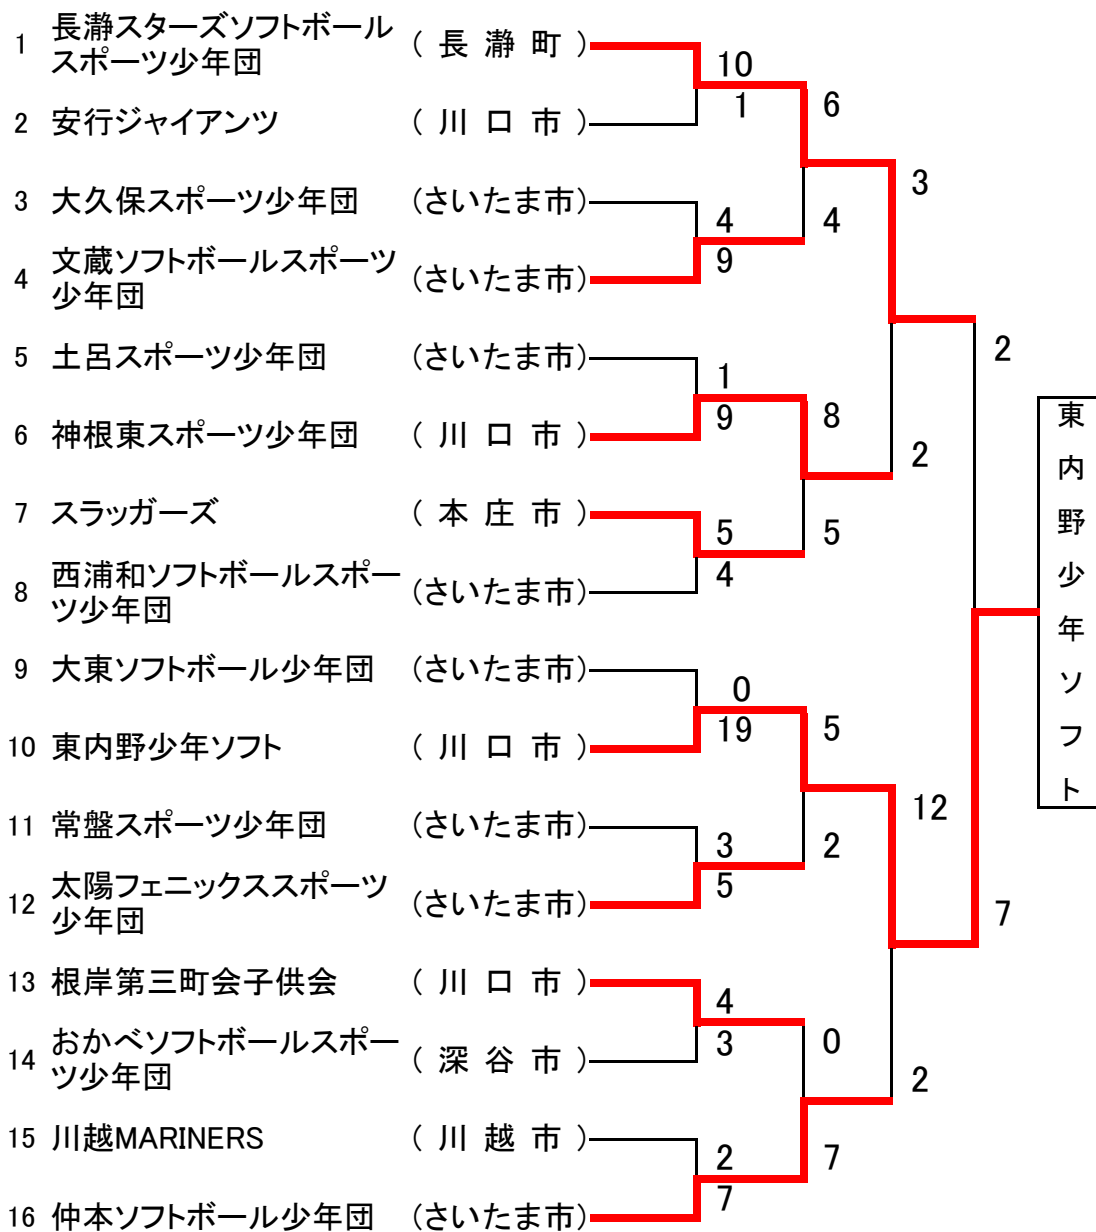 1 長瀞スターズソフトボール
スポーツ少年団 (長瀞町)
2 安行ジャイアンツ (川口市)
3 大久保スポーツ少年団 (さいたま市)
4 文蔵ソフトボールスポーツ
少年団 (さいたま市)
5 土呂スポーツ少年団 (さいたま市)
6 神根東スポーツ少年団 (川口市)
7 スラッガーズ (本庄市)
8 西浦和ソフトボールスポー
ツ少年団 (さいたま市)
9 大東ソフトボール少年団 (さいたま市)
10 東内野少年ソフト (川口市)
11 常盤スポーツ少年団 (さいたま市)
12 太陽フェニックススポーツ
少年団 (さいたま市)
13 根岸第三町会子供会 (川口市)
14 おかべソフトボールスポー
ツ少年団 (深谷市)
15 川越MARINERS (川越市)
16 仲本ソフトボール少年団 (さいたま市)
10
1
4
9
1
9
5
4
0
19
3
5
4
3
2
7
6
4
8
5
5
2
0
7
3
2
12
2
2
7
東内野少年ソフト